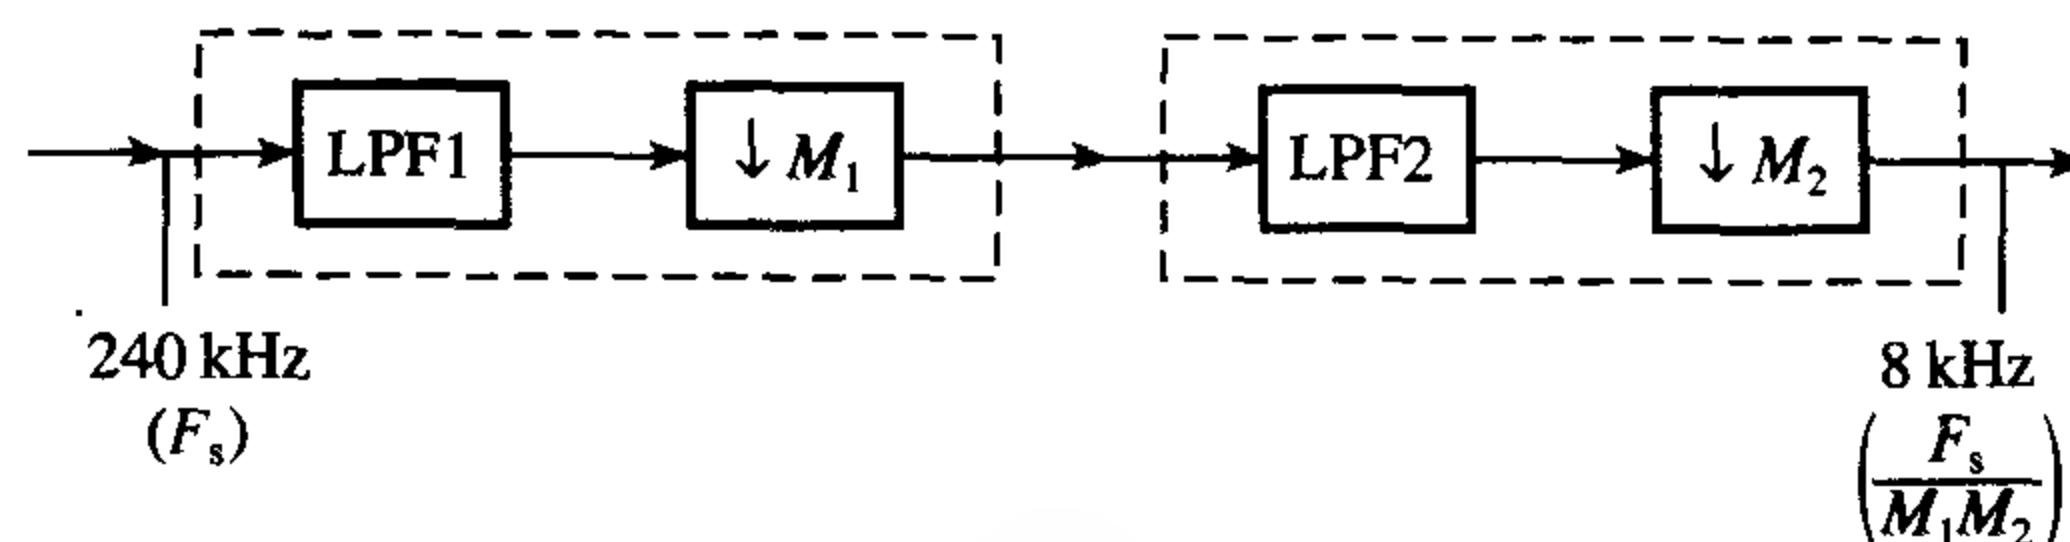 LPF1
↓ M₁
LPF2
↓ M₂
240 kHz
(Fₛ)
8 kHz
(Fₛ / M₁M₂)